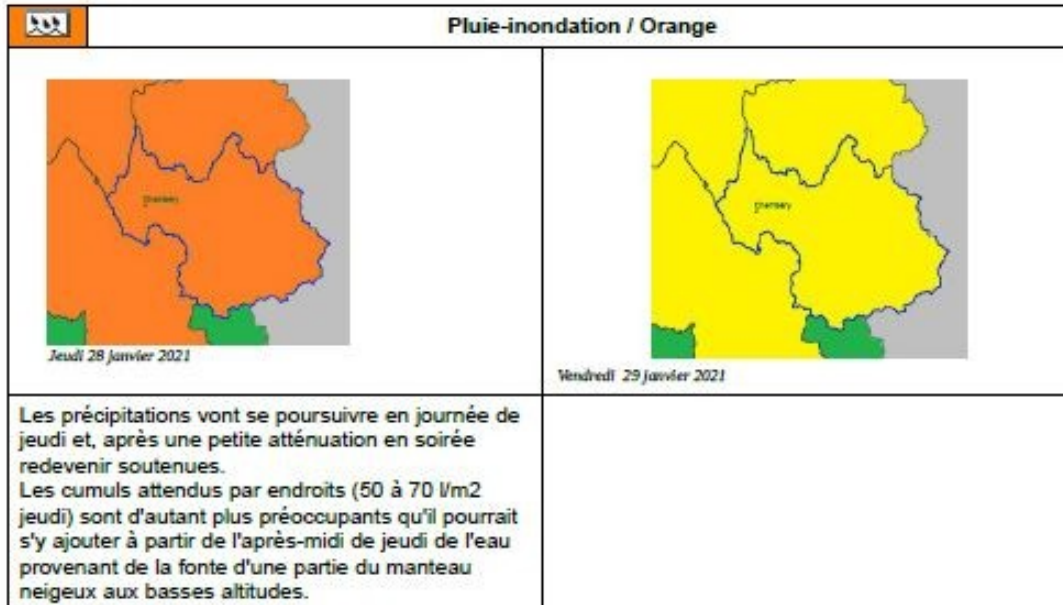 Pluie-inondation / Orange
Chambéry
Jeudi 28 janvier 2021
Chambéry
Vendredi 29 janvier 2021
Les précipitations vont se poursuivre en journée de
jeudi et, après une petite atténuation en soirée
redevenir soutenues.
Les cumuls attendus par endroits (50 à 70 l/m2
jeudi) sont d'autant plus préoccupants qu'il pourrait
s'y ajouter à partir de l'après-midi de jeudi de l'eau
provenant de la fonte d'une partie du manteau
neigeux aux basses altitudes.